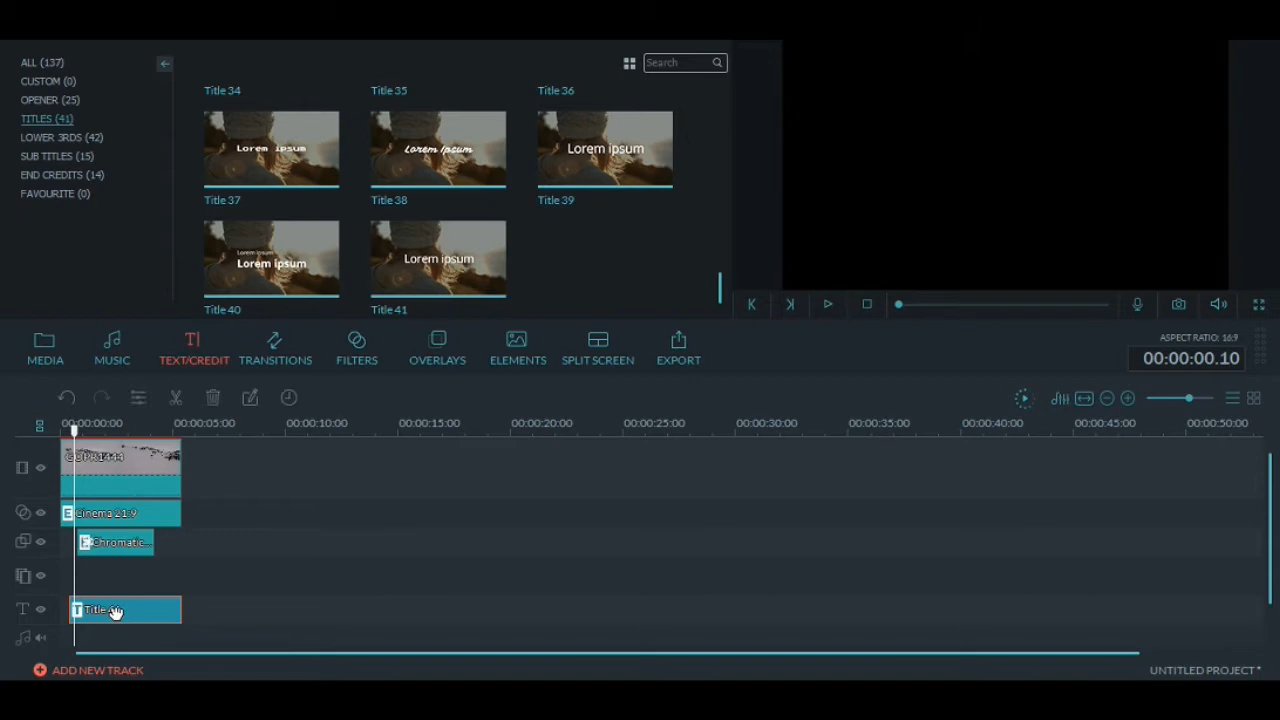 ALL (137)
CUSTOM (0)
OPENER (25)
TITLES (41)
LOWER 3RDS (42)
SUB TITLES (15)
END CREDITS (14)
FAVOURITE (0)
Search
Title 34
Title 35
Title 36
Lorem ipsum
Lorem Ipsum
Lorem ipsum
Title 37
Title 38
Title 39
Lorem ipsum
Lorem ipsum
Lorem ipsum
Title 40
Title 41
MEDIA
MUSIC
TEXT/CREDIT
TRANSITIONS
FILTERS
OVERLAYS
ELEMENTS
SPLIT SCREEN
EXPORT
ASPECT RATIO: 16:9
00:00:00.10
00:00:00:00
00:00:05:00
00:00:10:00
00:00:15:00
00:00:20:00
00:00:25:00
00:00:30:00
00:00:35:00
00:00:40:00
00:00:45:00
00:00:50:00
GOPR1444
E Cinema 21:9
E Chromatic...
T Title
ADD NEW TRACK
UNTITLED PROJECT *